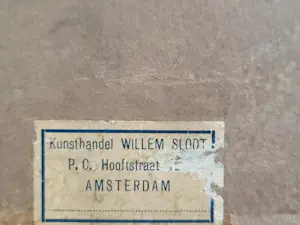 Kunsthandel WILLEM SLOOT
P. C. Hooftstraat
AMSTERDAM